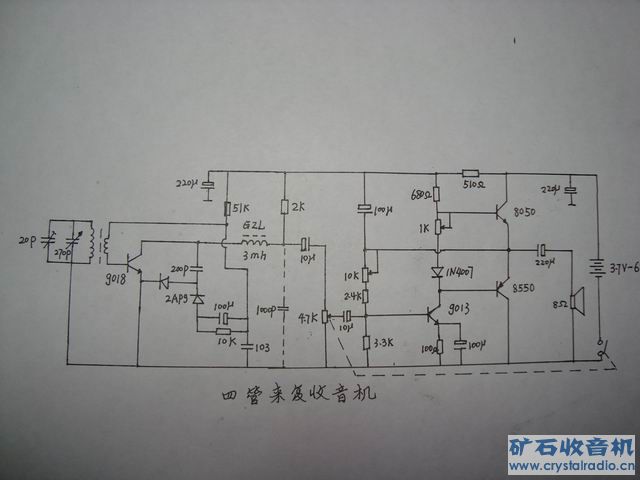 220μ
51K
2K
100μ
680Ω
510Ω
1K
8050
220μ
20P
270P
9018
200P
GZL
3mh
10μ
10K
1N4007
220μ
3.7V-6
2AP9
100μ
10K
103
1000P
4.7K
10μ
2.4K
3.3K
9013
100Ω
100μ
8550
8Ω
四管来复收音机
矿石收音机
www.crystalradio.cn